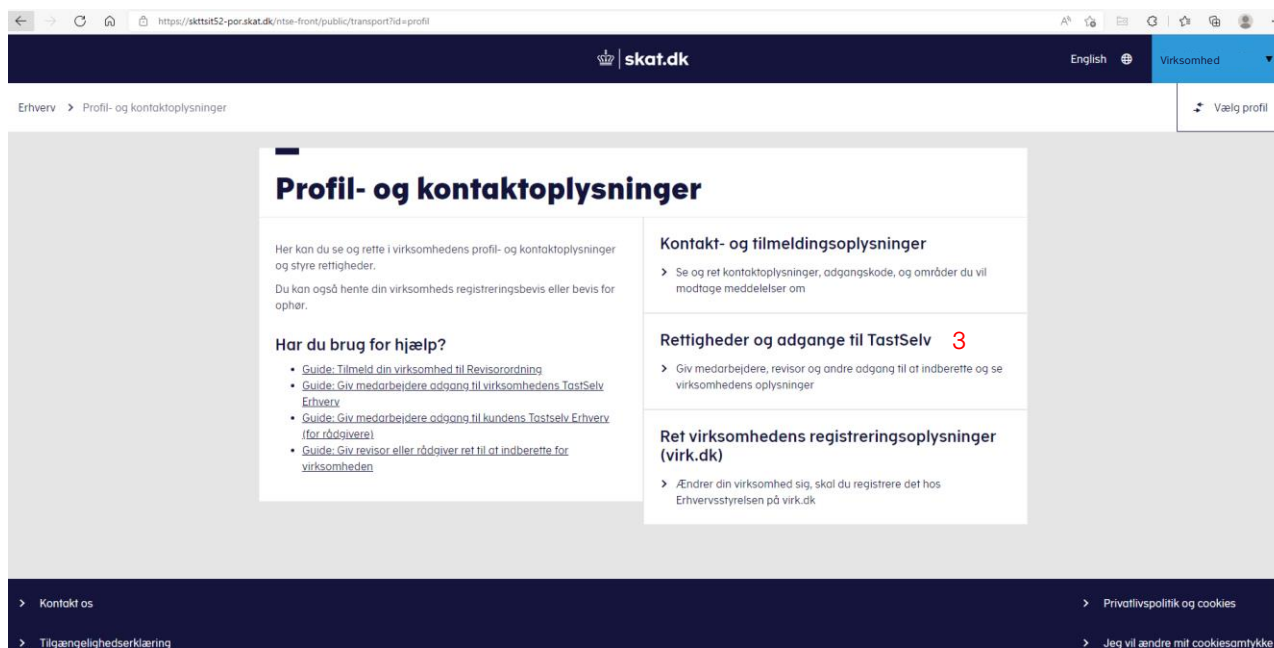 https://skttsit52-por.skat.dk/ntse-front/public/transport?id=profil
skat.dk
English
Virksomhed
Erhverv > Profil- og kontaktoplysninger
Vælg profil
Profil- og kontaktoplysninger
Her kan du se og rette i virksomhedens profil- og kontaktoplysninger
og styre rettigheder.
Du kan også hente din virksomheds registreringsbevis eller bevis for
ophør.
Har du brug for hjælp?
• Guide: Tilmeld din virksomhed til Revisorordning
• Guide: Giv medarbejdere adgang til virksomhedens TastSelv
Erhverv
• Guide: Giv medarbejdere adgang til kundens Tastselv Erhverv
(for rådgivere)
• Guide: Giv revisor eller rådgiver ret til at indberette for
virksomheden
Kontakt- og tilmeldingsoplysninger
> Se og ret kontaktoplysninger, adgangskode, og områder du vil
modtage meddelelser om
Rettigheder og adgange til TastSelv 3
> Giv medarbejdere, revisor og andre adgang til at indberette og se
virksomhedens oplysninger
Ret virksomhedens registreringsoplysninger
(virk.dk)
> Ændrer din virksomhed sig, skal du registrere det hos
Erhvervsstyrelsen på virk.dk
> Kontakt os
> Tilgængelighedserklæring
> Privatlivspolitik og cookies
> Jeg vil ændre mit cookiesamtykke